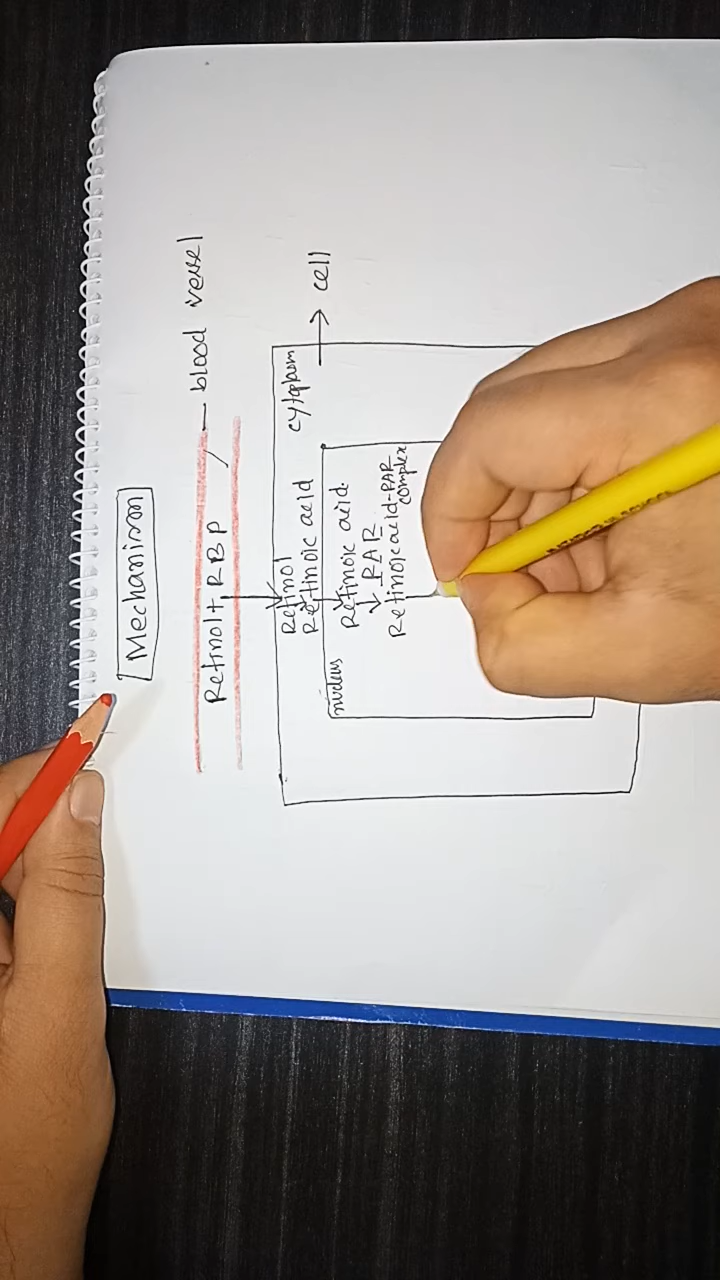 Mechanism
blood vessel
Retinol + RBP
cytoplasm
→ cell
Retinol
Retinoic acid
nucleus
Retinoic acid.
RAR
Retinoic acid-RAR
complex